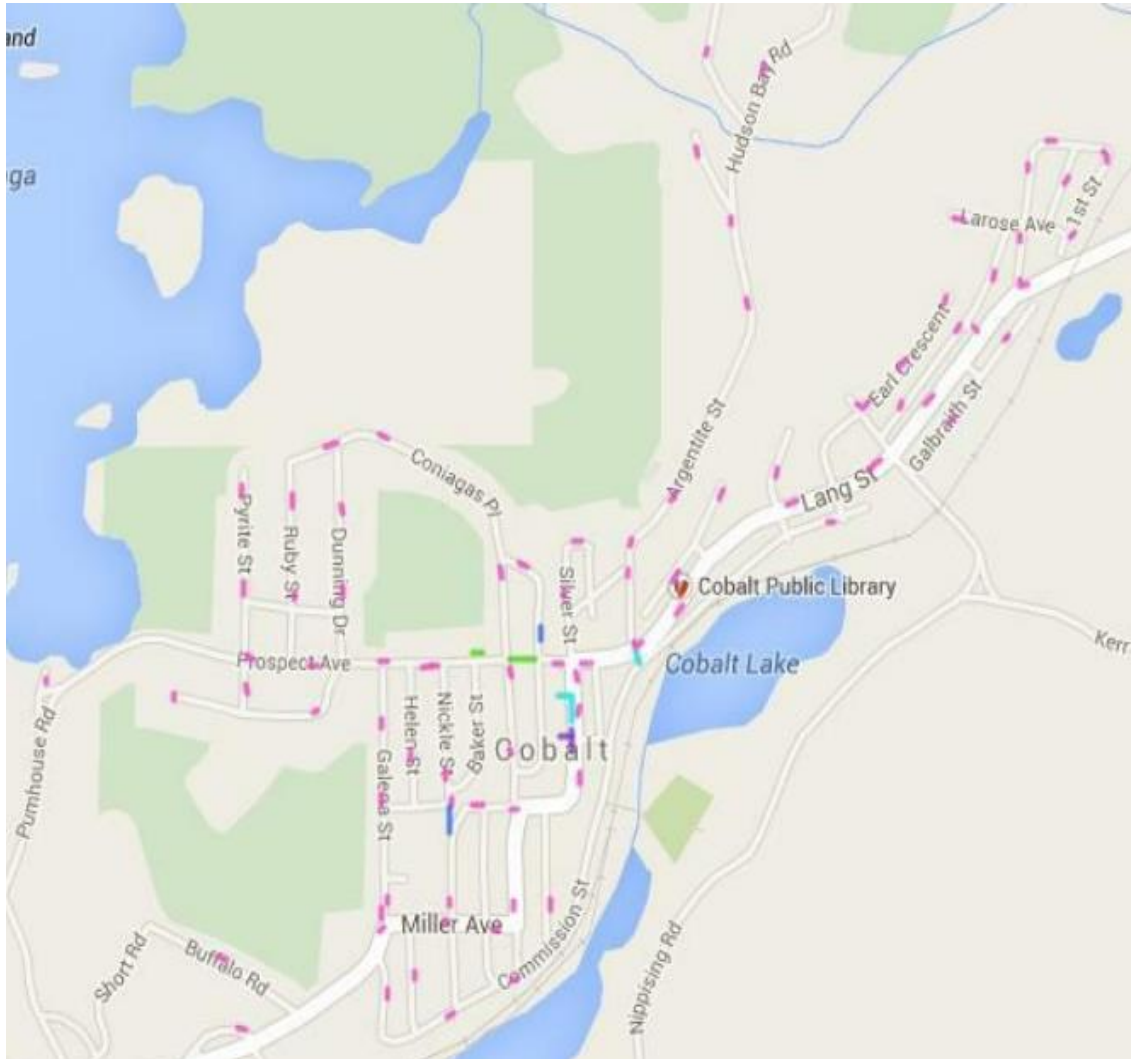 and
Hudson Bay Rd
ga
1st St
Larose Ave
Earl Crescent
Galbraith St
Argentite St
Coniagas Pl
Lang St
Pyrite St
Ruby St
Dunning Dr
Silver St
Cobalt Public Library
Prospect Ave
Cobalt Lake
Kerr
Helen St
Nickle St
Baker St
Cobalt
Galena St
Pumhouse Rd
Miller Ave
Commission St
Short Rd
Buffalo Rd
Nippising Rd